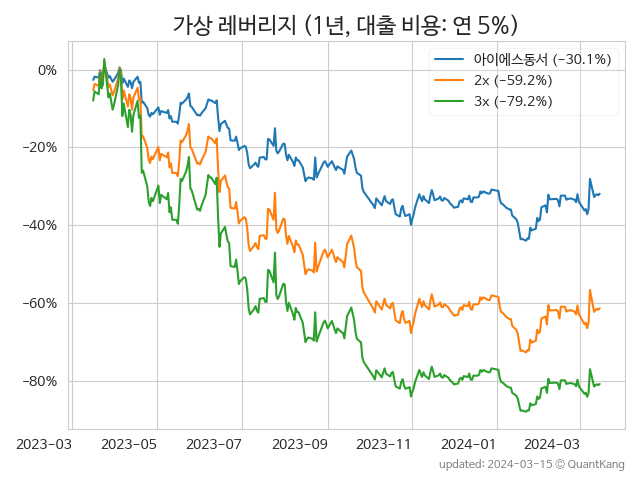 가상 레버리지 (1년, 대출 비용: 연 5%)
아이에스동서 (−30.1%)
2x (−59.2%)
3x (−79.2%)
0%
−20%
−40%
−60%
−80%
2023-03 2023-05 2023-07 2023-09 2023-11 2024-01 2024-03
updated: 2024-03-15 © QuantKang